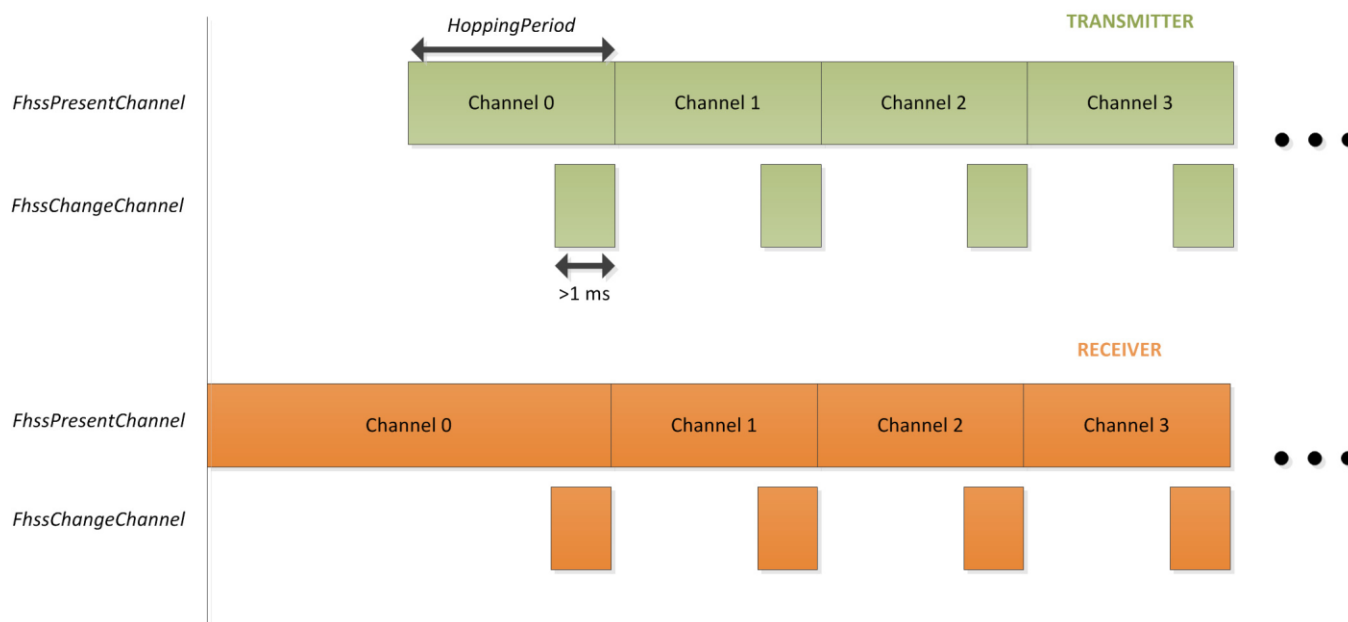 HoppingPeriod
TRANSMITTER
FhssPresentChannel
Channel 0
Channel 1
Channel 2
Channel 3
FhssChangeChannel
>1 ms
RECEIVER
FhssPresentChannel
Channel 0
Channel 1
Channel 2
Channel 3
FhssChangeChannel